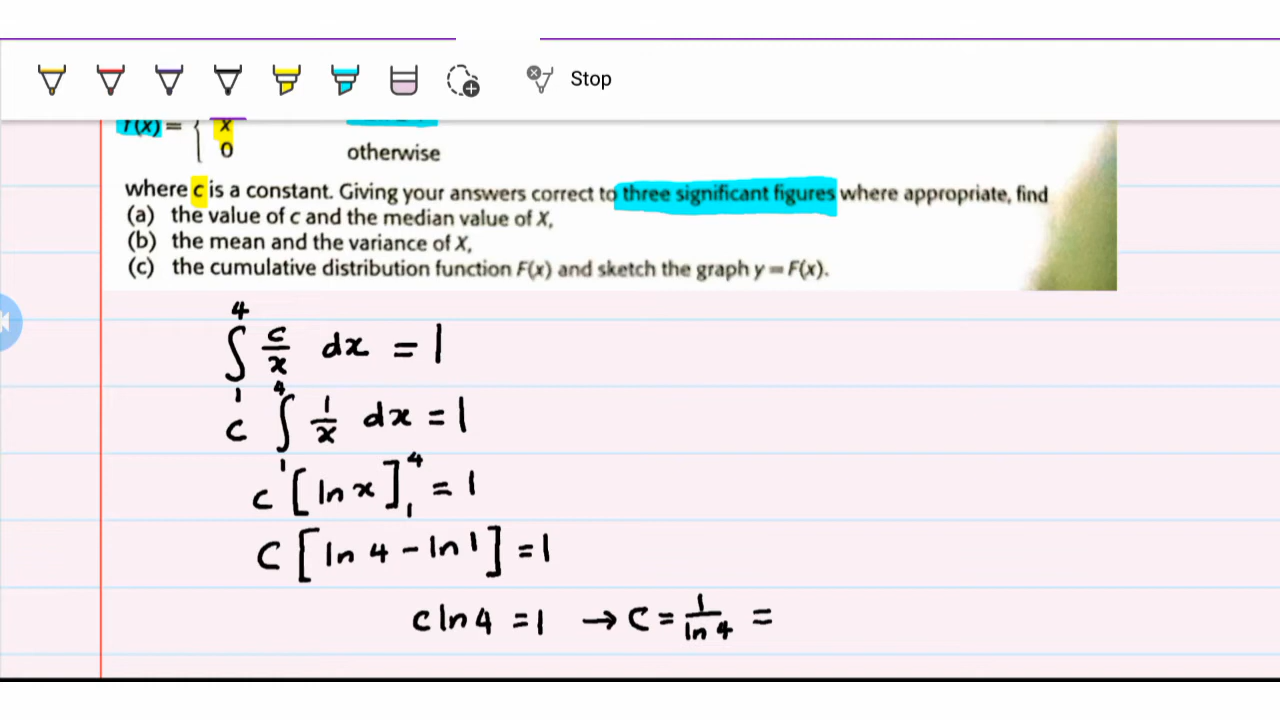 Stop
f(x) = { x
0 otherwise
where c is a constant. Giving your answers correct to three significant figures where appropriate, find
(a) the value of c and the median value of X,
(b) the mean and the variance of X,
(c) the cumulative distribution function F(x) and sketch the graph y = F(x).
∫₁⁴ c/x dx = 1
c ∫₁⁴ 1/x dx = 1
c [ln x]₁⁴ = 1
c [ln 4 - ln 1] = 1
c ln 4 = 1 → c = 1/ln 4 =